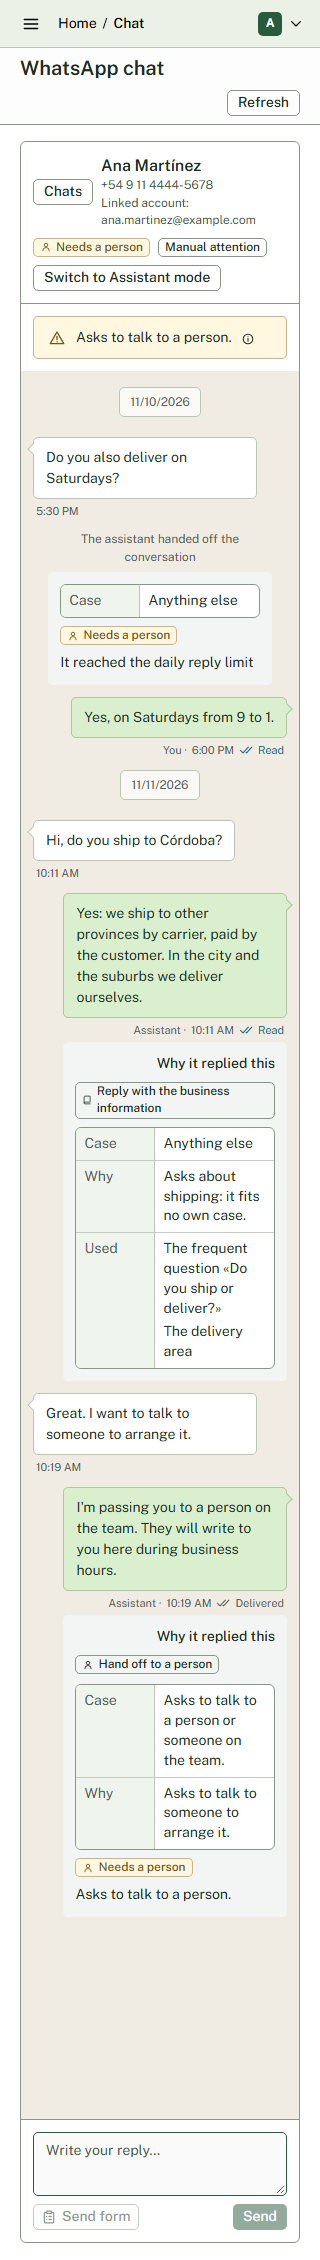 Home / Chat
A
WhatsApp chat
Refresh
Chats
Ana Martínez
+54 9 11 4444-5678
Linked account:
ana.martinez@example.com
Needs a person
Manual attention
Switch to Assistant mode
Asks to talk to a person.
11/10/2026
Do you also deliver on
Saturdays?
5:30 PM
The assistant handed off the
conversation
Case
Anything else
Needs a person
It reached the daily reply limit
Yes, on Saturdays from 9 to 1.
You · 6:00 PM Read
11/11/2026
Hi, do you ship to Córdoba?
10:11 AM
Yes: we ship to other
provinces by carrier, paid by
the customer. In the city and
the suburbs we deliver
ourselves.
Assistant · 10:11 AM Read
Why it replied this
Reply with the business
information
Case
Anything else
Why
Asks about
shipping: it fits
no own case.
Used
The frequent
question «Do
you ship or
deliver?»
The delivery
area
Great. I want to talk to
someone to arrange it.
10:19 AM
I'm passing you to a person on
the team. They will write to
you here during business
hours.
Assistant · 10:19 AM Delivered
Why it replied this
Hand off to a person
Case
Asks to talk to
a person or
someone on
the team.
Why
Asks to talk to
someone to
arrange it.
Needs a person
Asks to talk to a person.
Write your reply...
Send form
Send